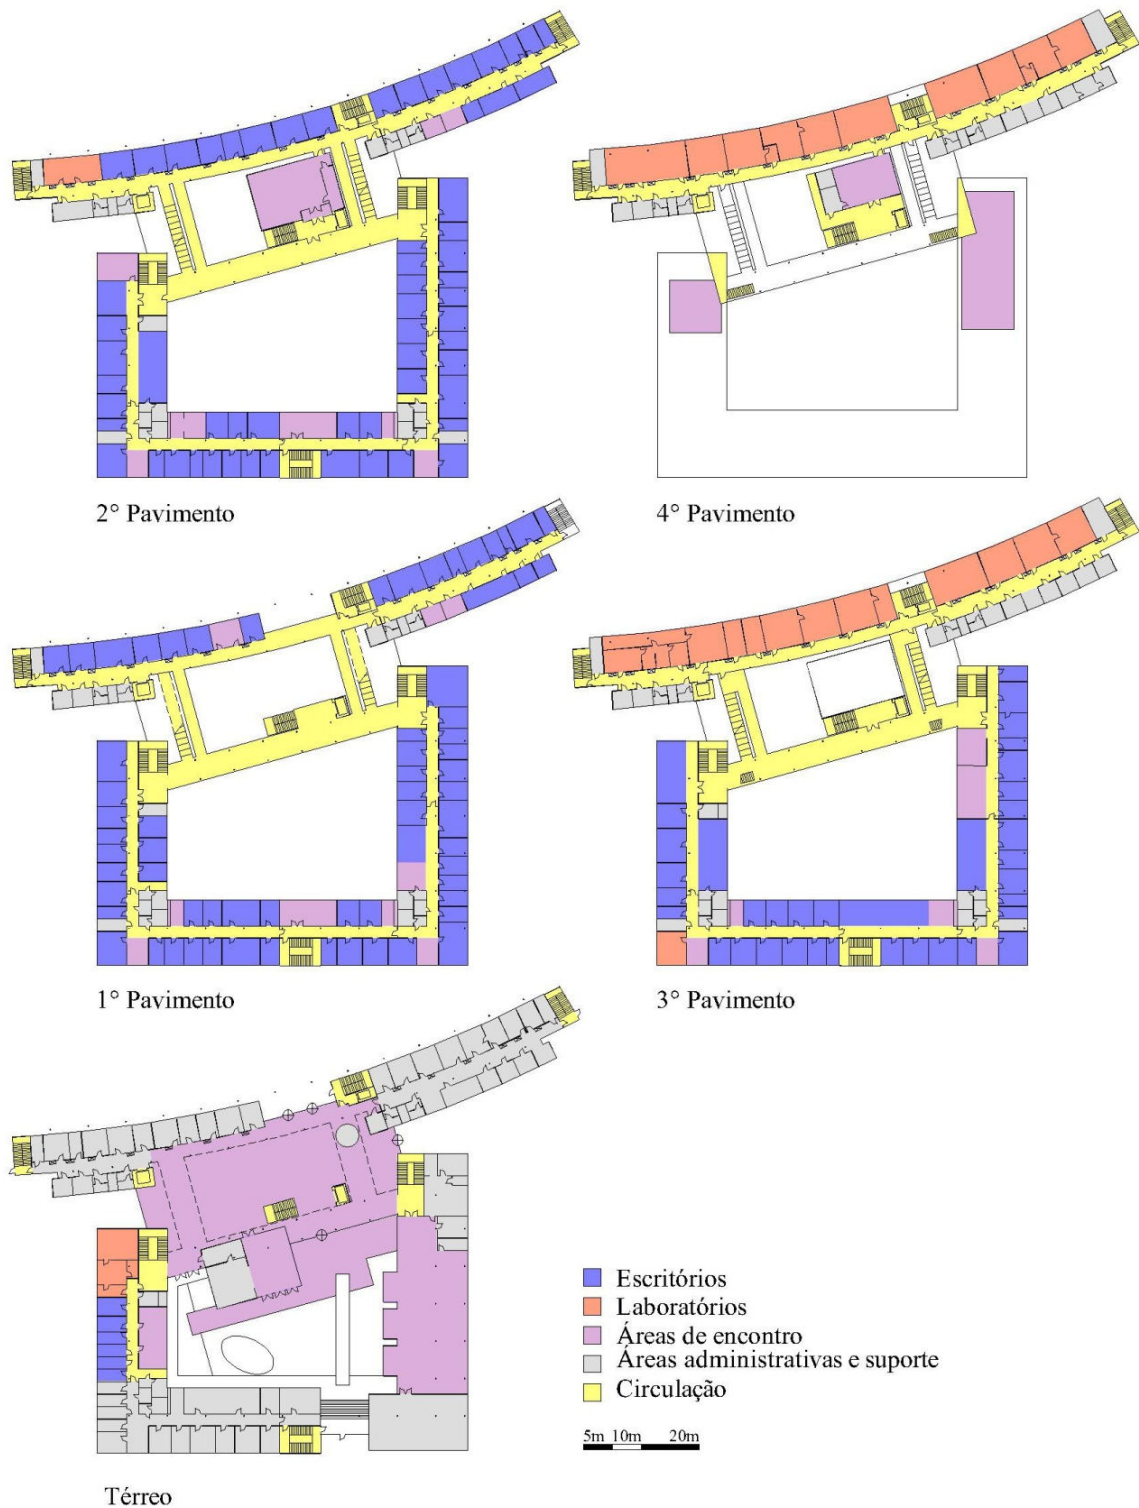 2° Pavimento
4° Pavimento
1° Pavimento
3° Pavimento
Escritórios
Laboratórios
Áreas de encontro
Áreas administrativas e suporte
Circulação
5m 10m 20m
Térreo